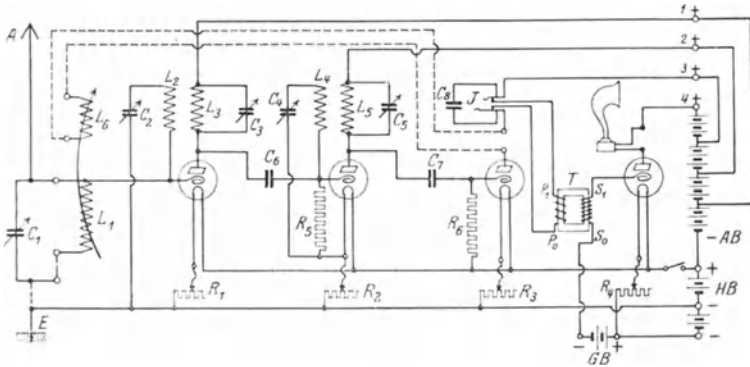 1 +
2 +
3 +
4 +
A
L6
C2
L2
L3
C3
C4
L4
L5
C5
C8
J
C1
L1
C6
C7
R5
R6
P1
T
S1
P0
S0
- AB
+
HB
-
-
R1
R2
R3
R4
E
- GB +